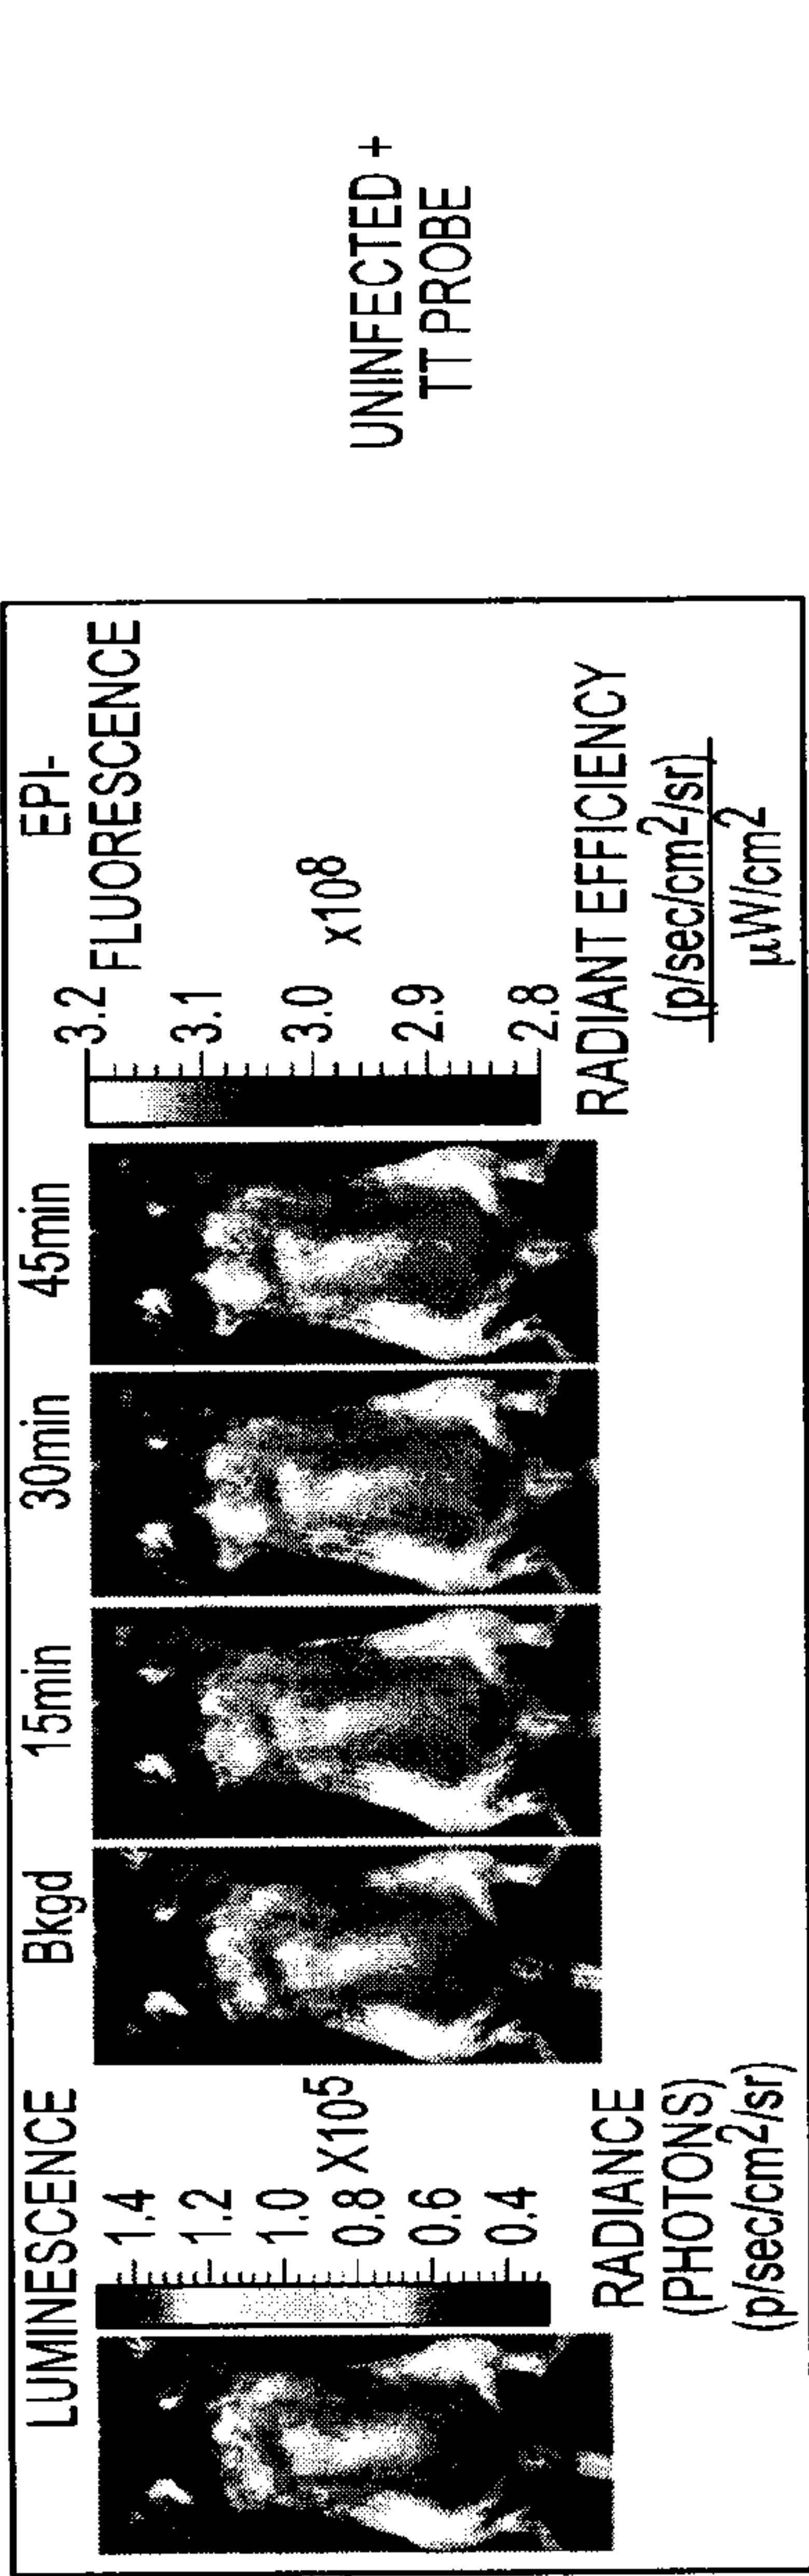 LUMINESCENCE
1.4
1.2
1.0
0.8
0.6
0.4
X10⁵
RADIANCE
(PHOTONS)
(p/sec/cm²/sr)
Bkgd
15min
30min
45min
EPI-
FLUORESCENCE
3.2
3.1
3.0
2.9
2.8
x10⁸
RADIANT EFFICIENCY
(p/sec/cm²/sr)
µW/cm²
UNINFECTED +
TT PROBE